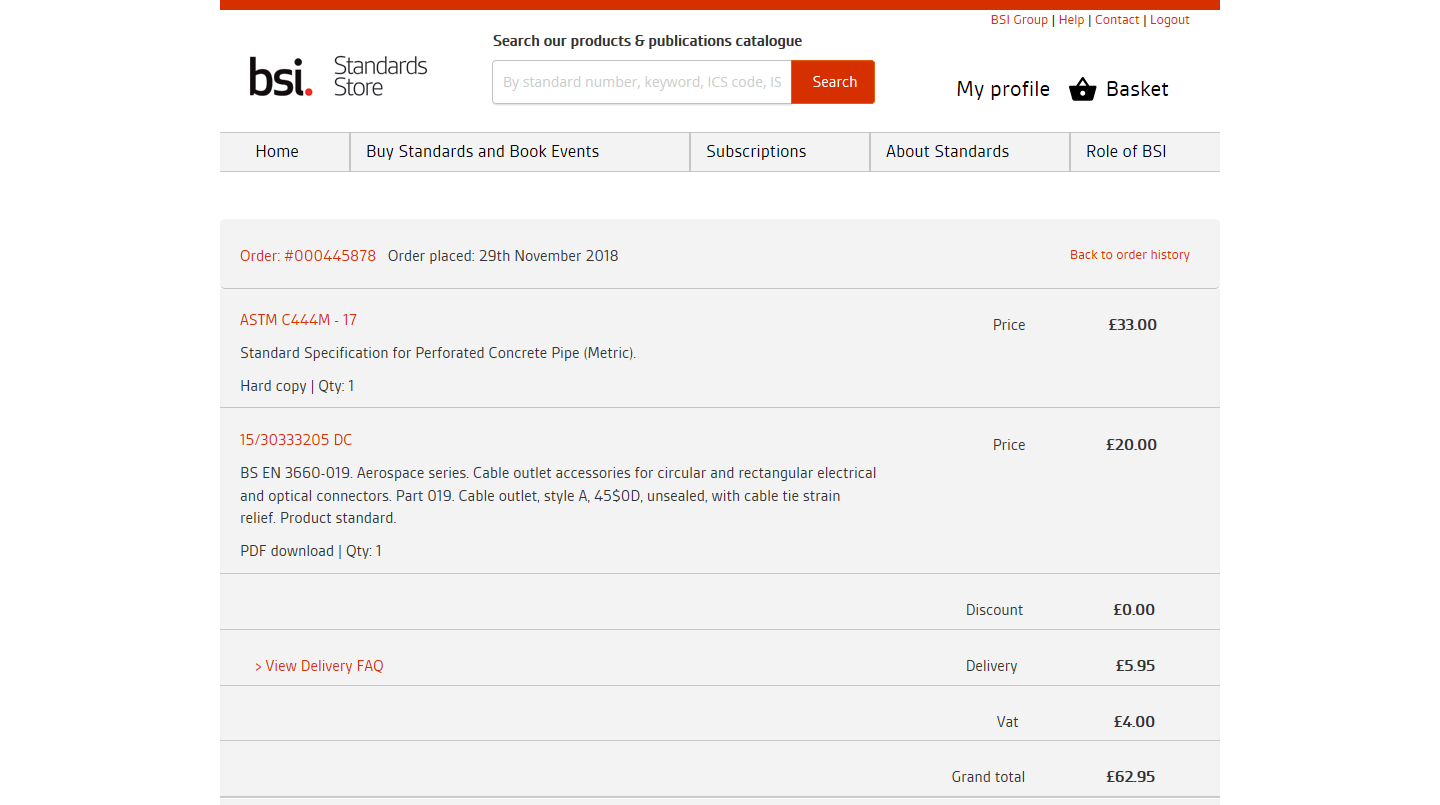 BSI Group | Help | Contact | Logout
Search our products & publications catalogue
bsi. Standards Store
By standard number, keyword, ICS code, IS
Search
My profile
Basket
Home
Buy Standards and Book Events
Subscriptions
About Standards
Role of BSI
Order: #000445878 Order placed: 29th November 2018
Back to order history
ASTM C444M - 17
Price £33.00
Standard Specification for Perforated Concrete Pipe (Metric).
Hard copy | Qty: 1
15/30333205 DC
Price £20.00
BS EN 3660-019. Aerospace series. Cable outlet accessories for circular and rectangular electrical
and optical connectors. Part 019. Cable outlet, style A, 45$0D, unsealed, with cable tie strain
relief. Product standard.
PDF download | Qty: 1
Discount £0.00
> View Delivery FAQ
Delivery £5.95
Vat £4.00
Grand total £62.95